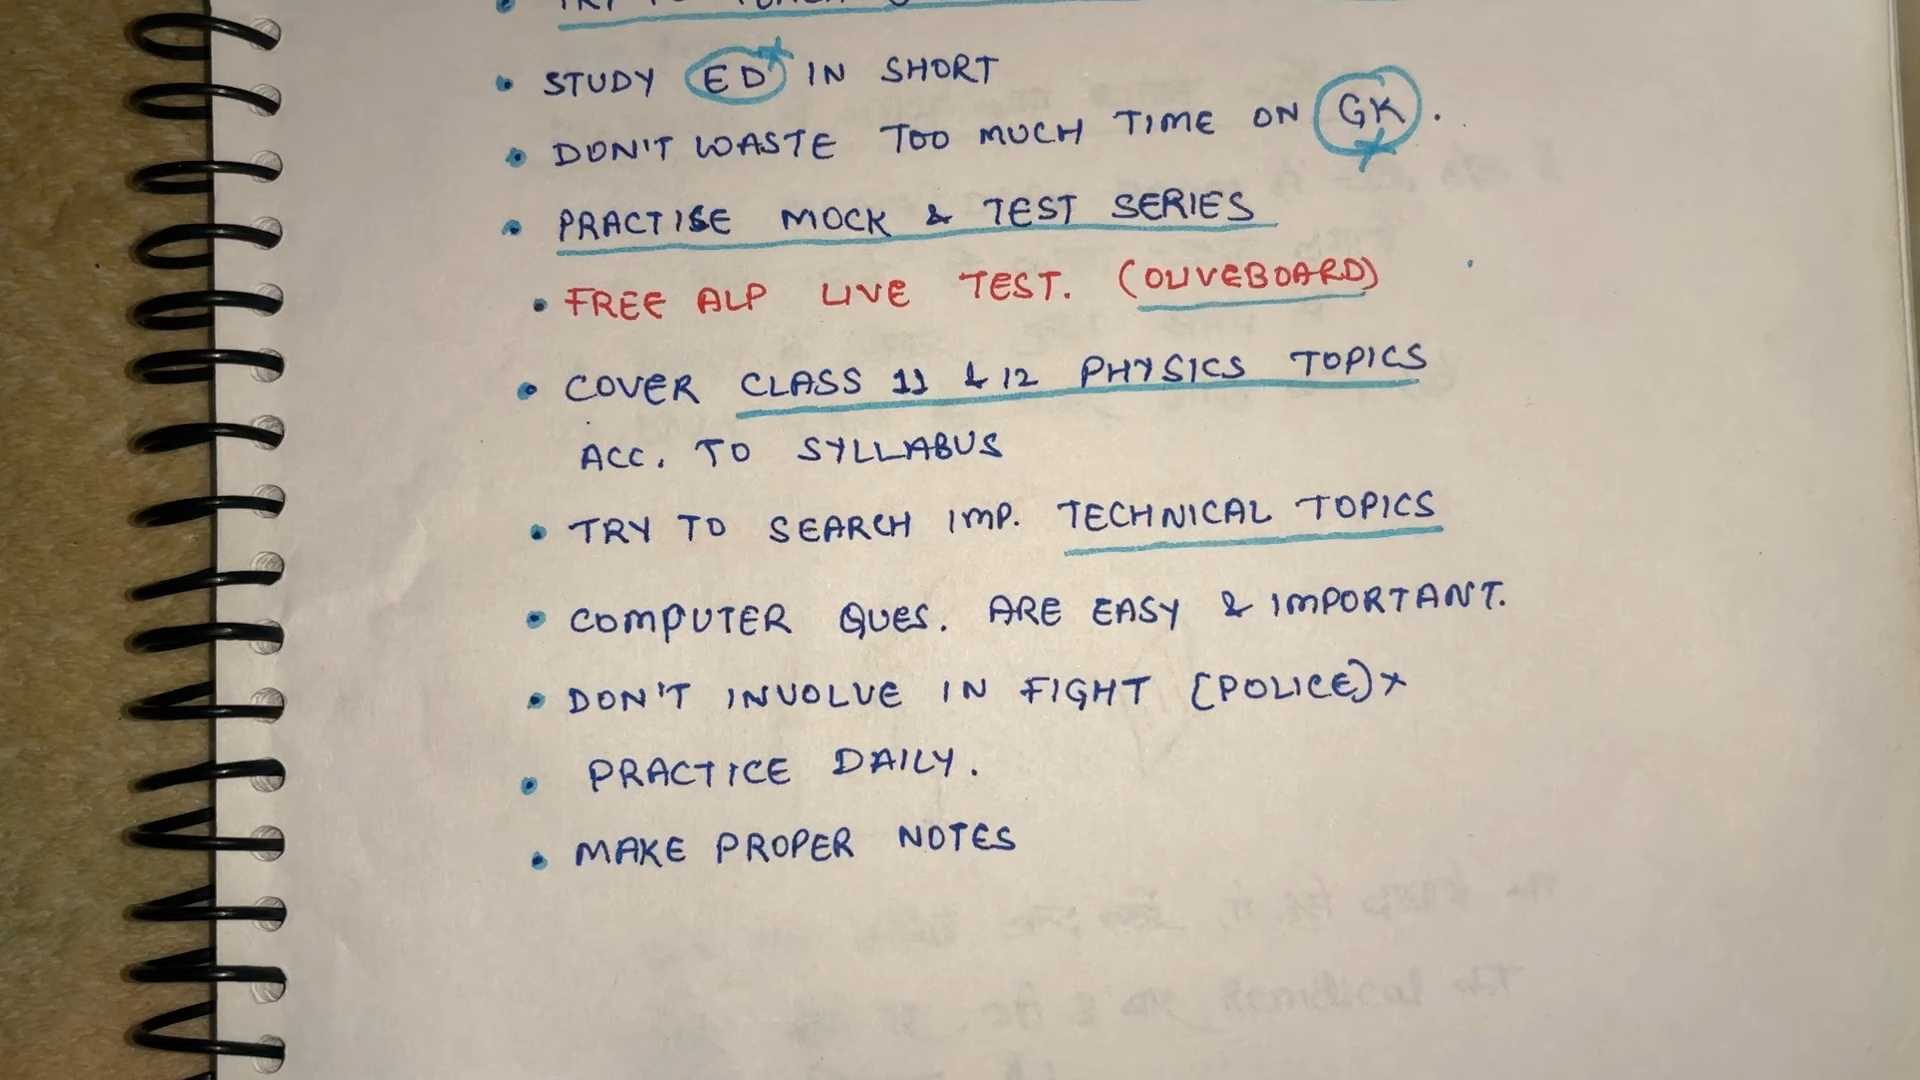 TRY TO
• STUDY ED IN SHORT
• DON'T WASTE TOO MUCH TIME ON GK.
• PRACTISE MOCK & TEST SERIES
• FREE ALP LIVE TEST. (OLIVEBOARD)
• COVER CLASS 11 & 12 PHYSICS TOPICS
ACC. TO SYLLABUS
• TRY TO SEARCH IMP. TECHNICAL TOPICS
• COMPUTER QUES. ARE EASY & IMPORTANT.
• DON'T INVOLVE IN FIGHT (POLICE)×
• PRACTICE DAILY.
• MAKE PROPER NOTES